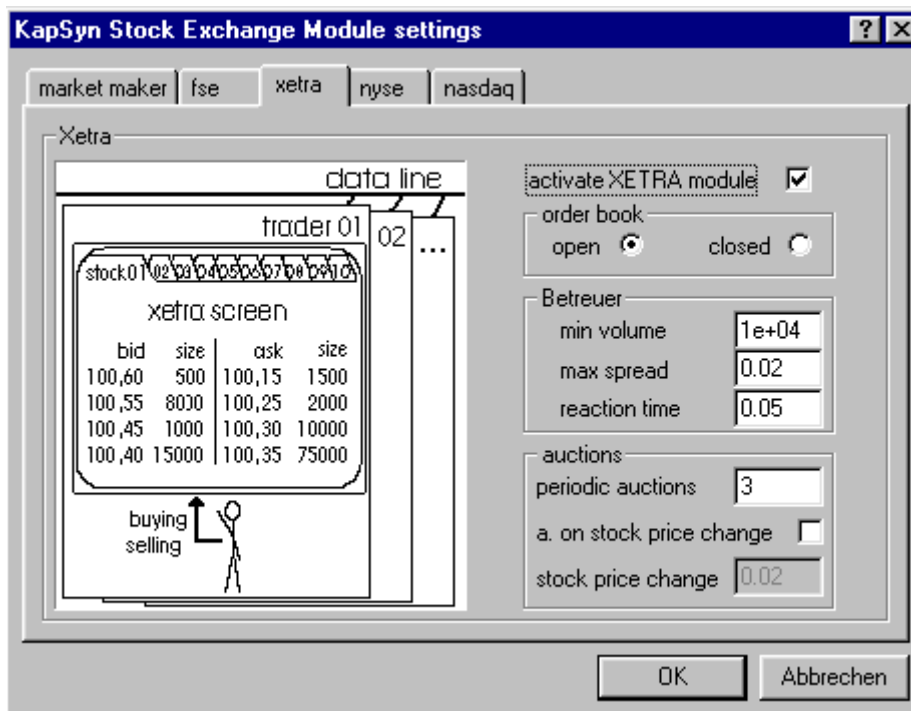 KapSyn Stock Exchange Module settings
market maker fse xetra nyse nasdaq
Xetra
data line
trader 01 02 ...
stock01 02 03 04 05 06 07 08 09 10
xetra screen
bid size ask size
100,60 500 100,15 1500
100,55 8000 100,25 2000
100,45 1000 100,30 10000
100,40 15000 100,35 75000
buying
selling
activate XETRA module
order book
open closed
Betreuer
min volume 1e+04
max spread 0.02
reaction time 0.05
auctions
periodic auctions 3
a. on stock price change
stock price change 0.02
OK Abbrechen